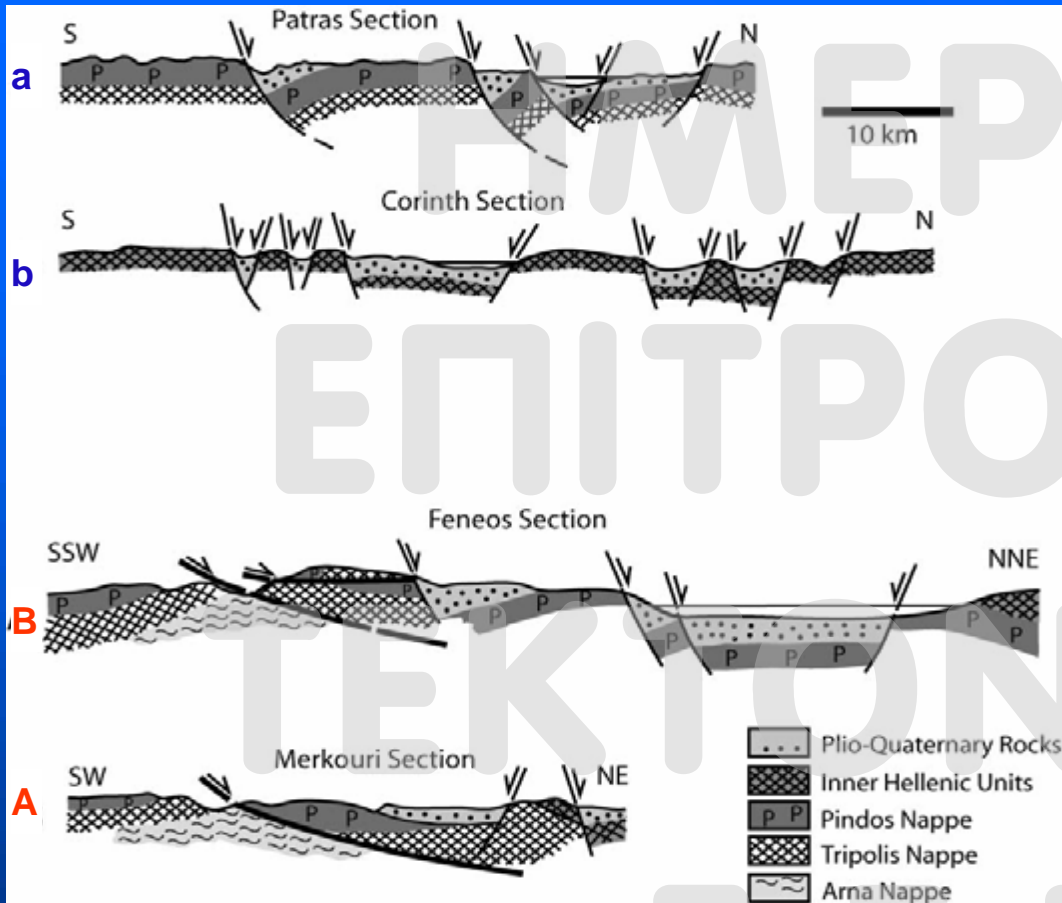 Patras Section
S
N
a
P P P P P P P P P P P
10 km
Corinth Section
S
N
b
Feneos Section
SSW
NNE
B
P P P P P P P P P P P P
Merkouri Section
SW
NE
A
P P P P
Plio-Quaternary Rocks
Inner Hellenic Units
P P Pindos Nappe
Tripolis Nappe
Arna Nappe
ΗΜΕΡ
ΕΠΙΤΡΟ
ΤΕΚΤΟΝ